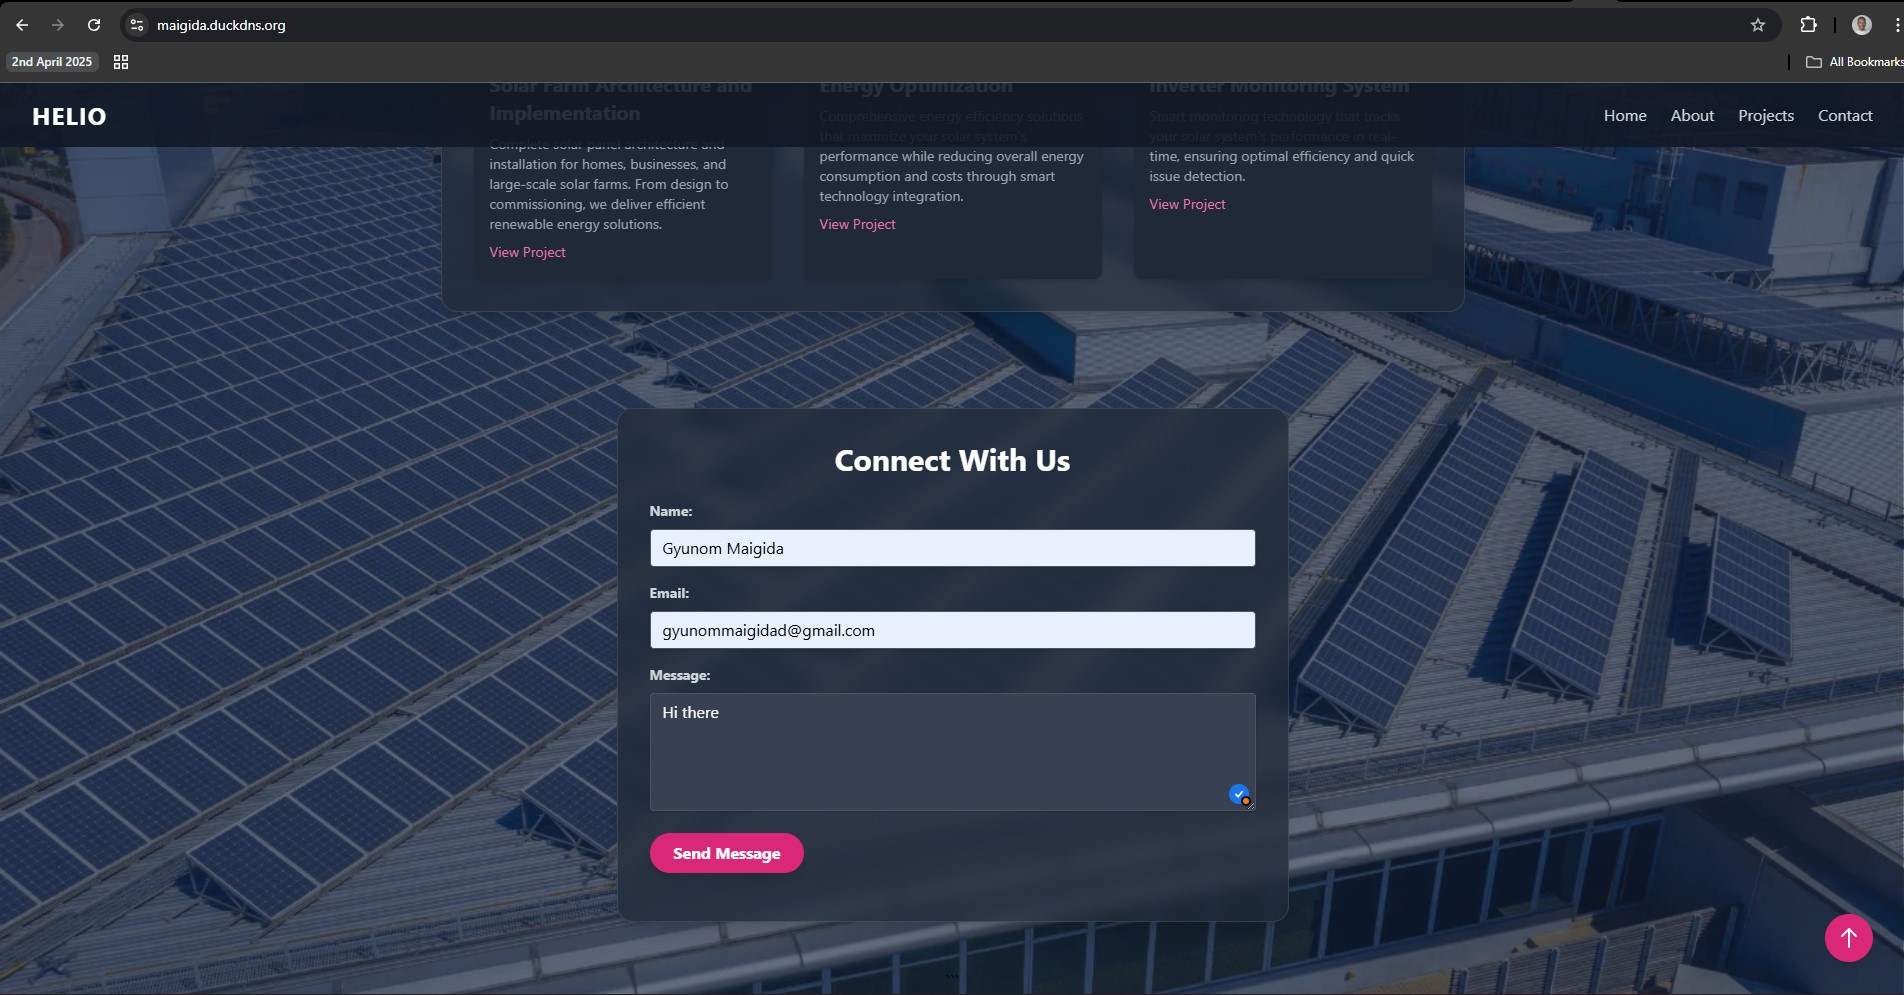 maigida.duckdns.org
2nd April 2025
All Bookmarks
HELIO
Home
About
Projects
Contact
Solar Farm Architecture and
Implementation
Complete solar panel architecture and
installation for homes, businesses, and
large-scale solar farms. From design to
commissioning, we deliver efficient
renewable energy solutions.
View Project
Energy Optimization
Comprehensive energy efficiency solutions
that maximize your solar system's
performance while reducing overall energy
consumption and costs through smart
technology integration.
View Project
Inverter Monitoring System
Smart monitoring technology that tracks
your solar system's performance in real-
time, ensuring optimal efficiency and quick
issue detection.
View Project
Connect With Us
Name:
Gyunom Maigida
Email:
gyunommaigidad@gmail.com
Message:
Hi there
Send Message